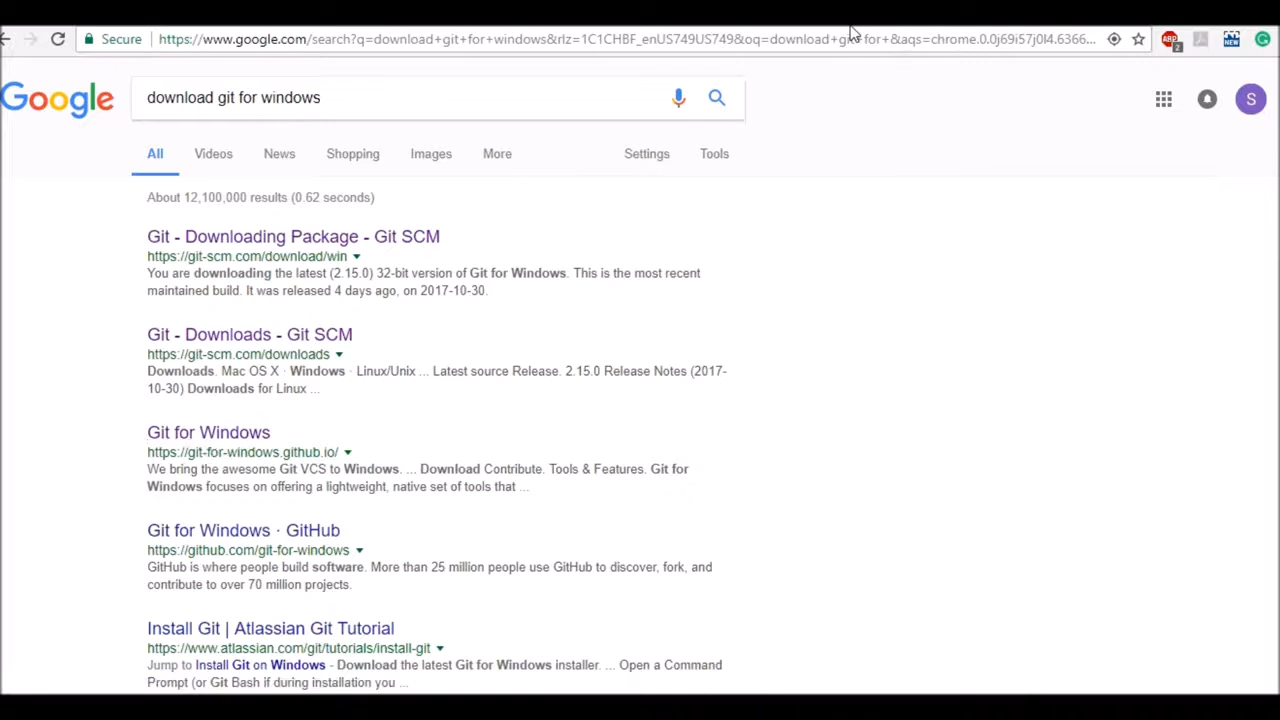 Secure https://www.google.com/search?q=download+git+for+windows&rlz=1C1CHBF_enUS749US749&oq=download+git+for+&aqs=chrome.0.0j69i57j0l4.6366...
ABP 2 NEW
Google download git for windows S
All Videos News Shopping Images More Settings Tools
About 12,100,000 results (0.62 seconds)
Git - Downloading Package - Git SCM
https://git-scm.com/download/win
You are downloading the latest (2.15.0) 32-bit version of Git for Windows. This is the most recent
maintained build. It was released 4 days ago, on 2017-10-30.
Git - Downloads - Git SCM
https://git-scm.com/downloads
Downloads. Mac OS X · Windows · Linux/Unix ... Latest source Release. 2.15.0 Release Notes (2017-
10-30) Downloads for Linux ...
Git for Windows
https://git-for-windows.github.io/
We bring the awesome Git VCS to Windows. ... Download Contribute. Tools & Features. Git for
Windows focuses on offering a lightweight, native set of tools that ...
Git for Windows · GitHub
https://github.com/git-for-windows
GitHub is where people build software. More than 25 million people use GitHub to discover, fork, and
contribute to over 70 million projects.
Install Git | Atlassian Git Tutorial
https://www.atlassian.com/git/tutorials/install-git
Jump to Install Git on Windows - Download the latest Git for Windows installer. ... Open a Command
Prompt (or Git Bash if during installation you ...